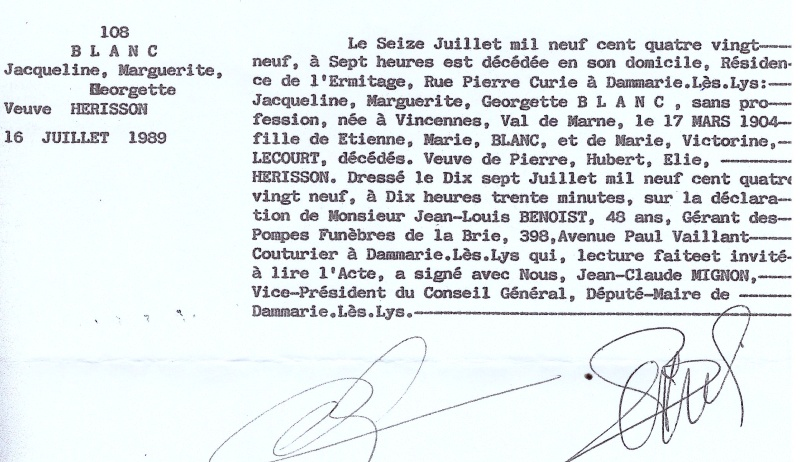 108
B L A N C
Jacqueline, Marguerite,
Georgette
Veuve HERISSON
16 JUILLET 1989
Le Seize Juillet mil neuf cent quatre vingt----
neuf, à Sept heures est décédée en son domicile, Résiden-
ce de l'Ermitage, Rue Pierre Curie à Dammarie.Lès.Lys:---
Jacqueline, Marguerite, Georgette B L A N C , sans pro-
fession, née à Vincennes, Val de Marne, le 17 MARS 1904--
fille de Etienne, Marie, BLANC, et de Marie, Victorine,--
LECOURT, décédés. Veuve de Pierre, Hubert, Elie, ------
HERISSON. Dressé le Dix sept Juillet mil neuf cent quatre
vingt neuf, à Dix heures trente minutes, sur la déclara--
tion de Monsieur Jean-Louis BENOIST, 48 ans, Gérant des--
Pompes Funèbres de la Brie, 398,Avenue Paul Vaillant-----
Couturier à Dammarie.Lès.Lys qui, lecture faiteet invité-
à lire l'Acte, a signé avec Nous, Jean-Claude MIGNON,----
Vice-Président du Conseil Général, Député-Maire de ------
Dammarie.Lès.Lys.----------------------------------------